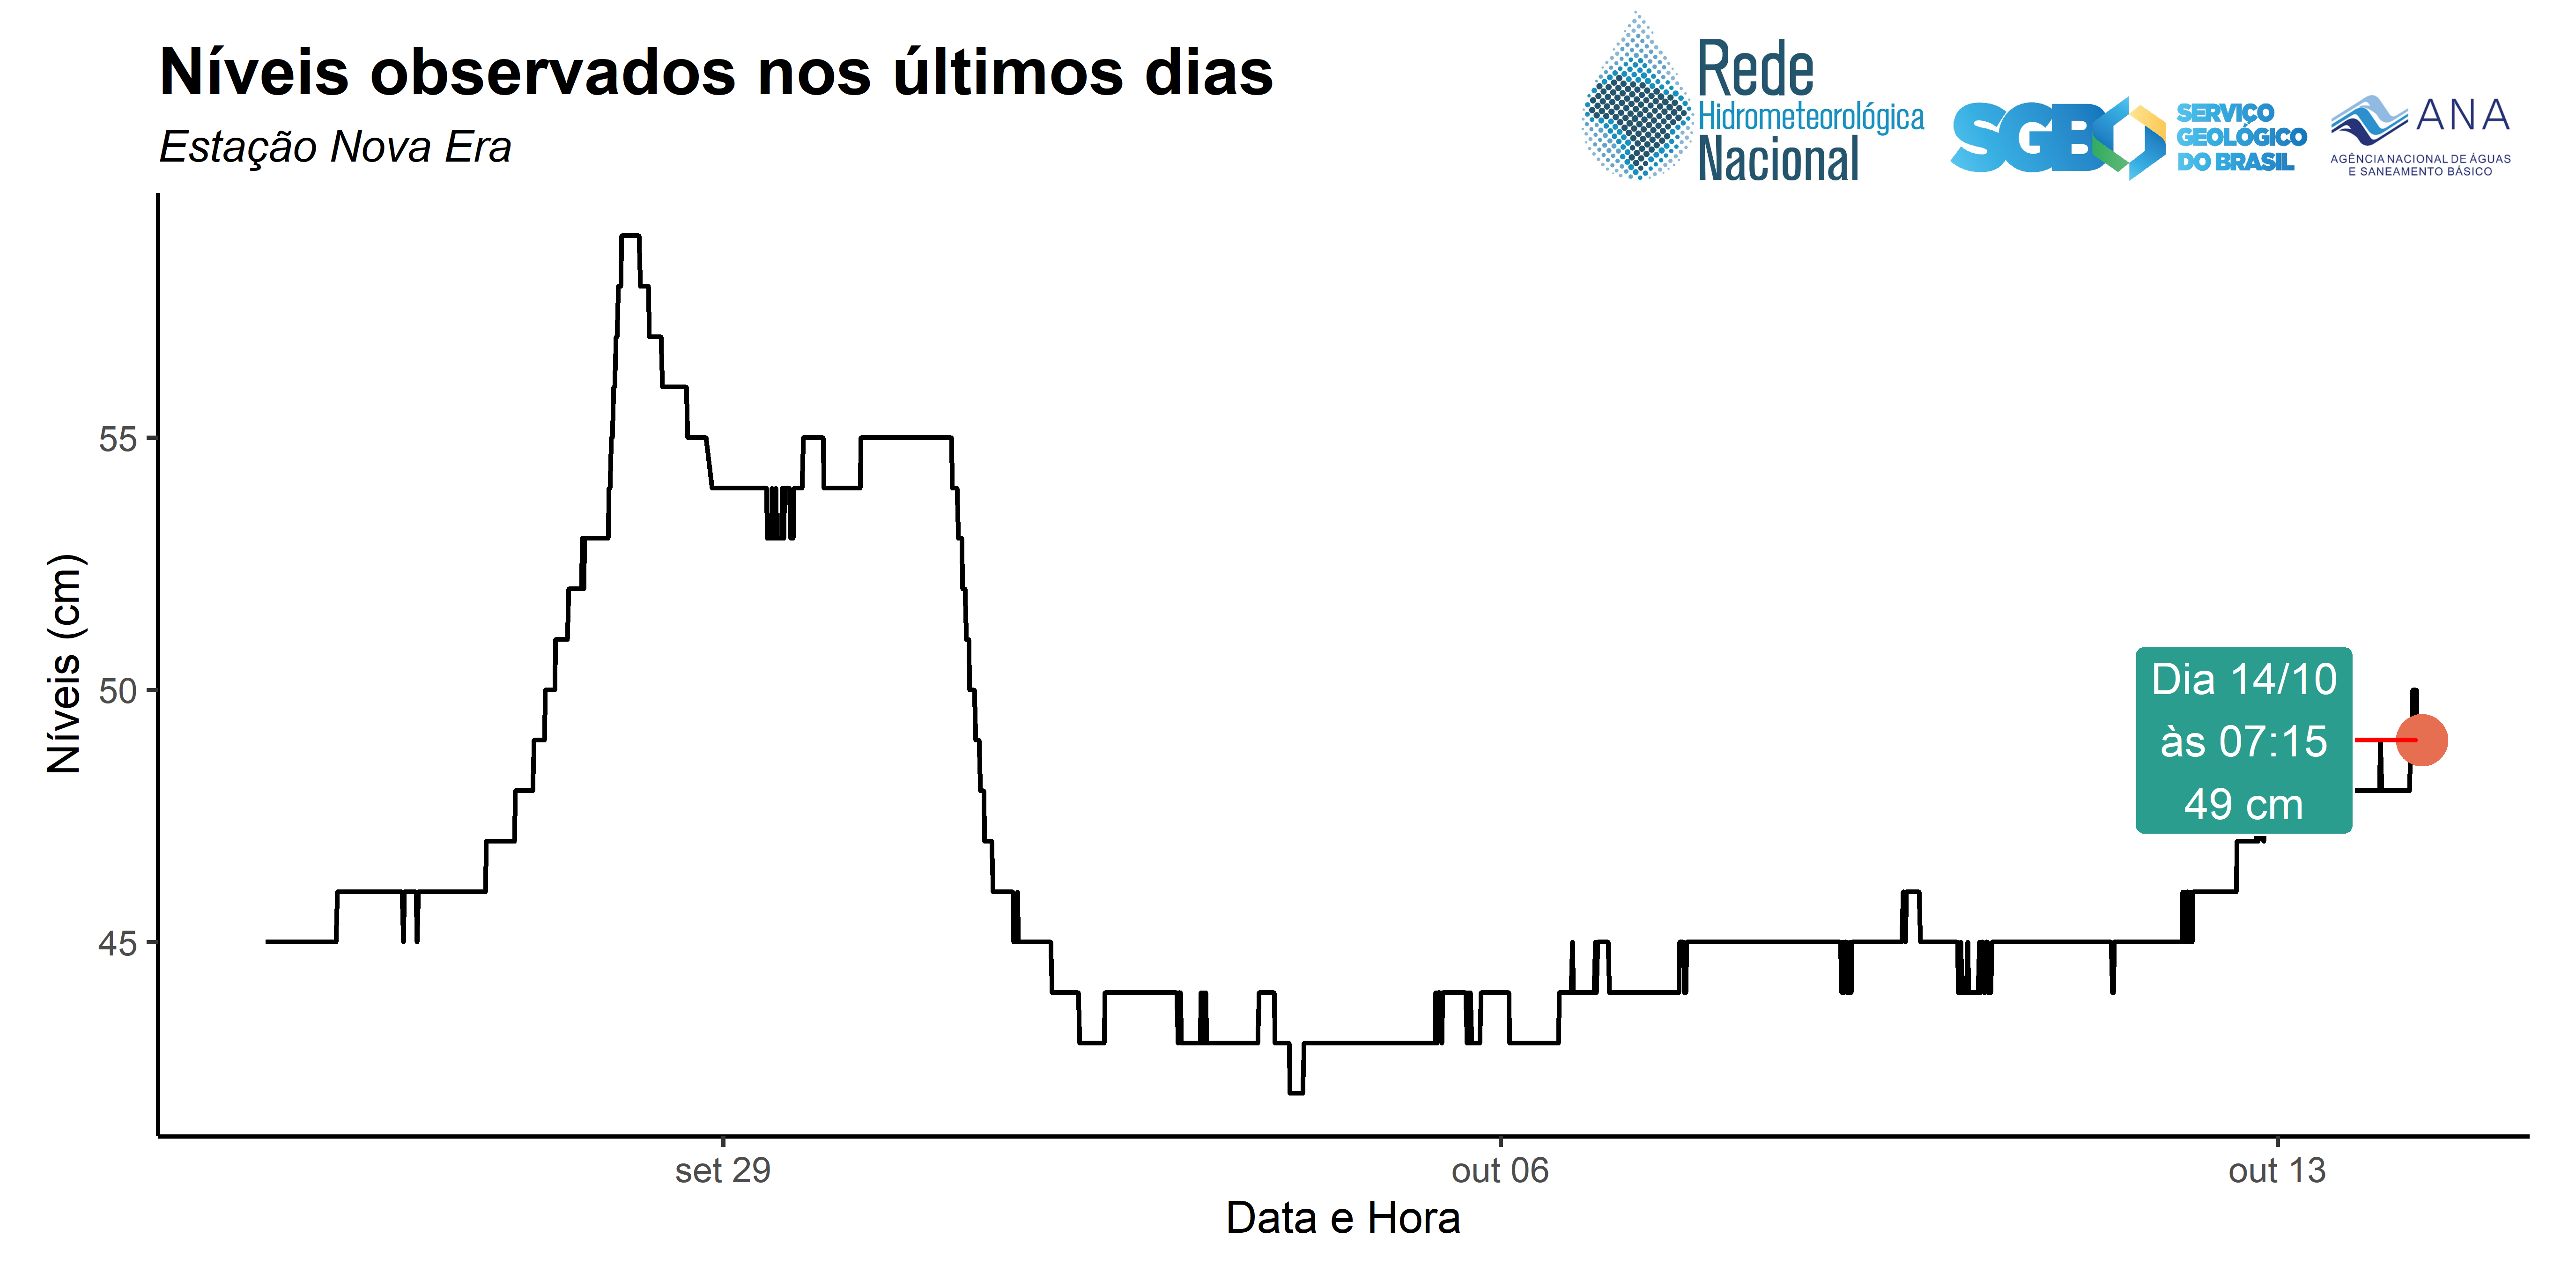 Níveis observados nos últimos dias
Estação Nova Era
Rede
Hidrometeorológica
Nacional
SGB
SERVIÇO
GEOLÓGICO
DO BRASIL
ANA
AGÊNCIA NACIONAL DE ÁGUAS
E SANEAMENTO BÁSICO
Níveis (cm)
55
50
45
Dia 14/10
às 07:15
49 cm
set 29
out 06
out 13
Data e Hora